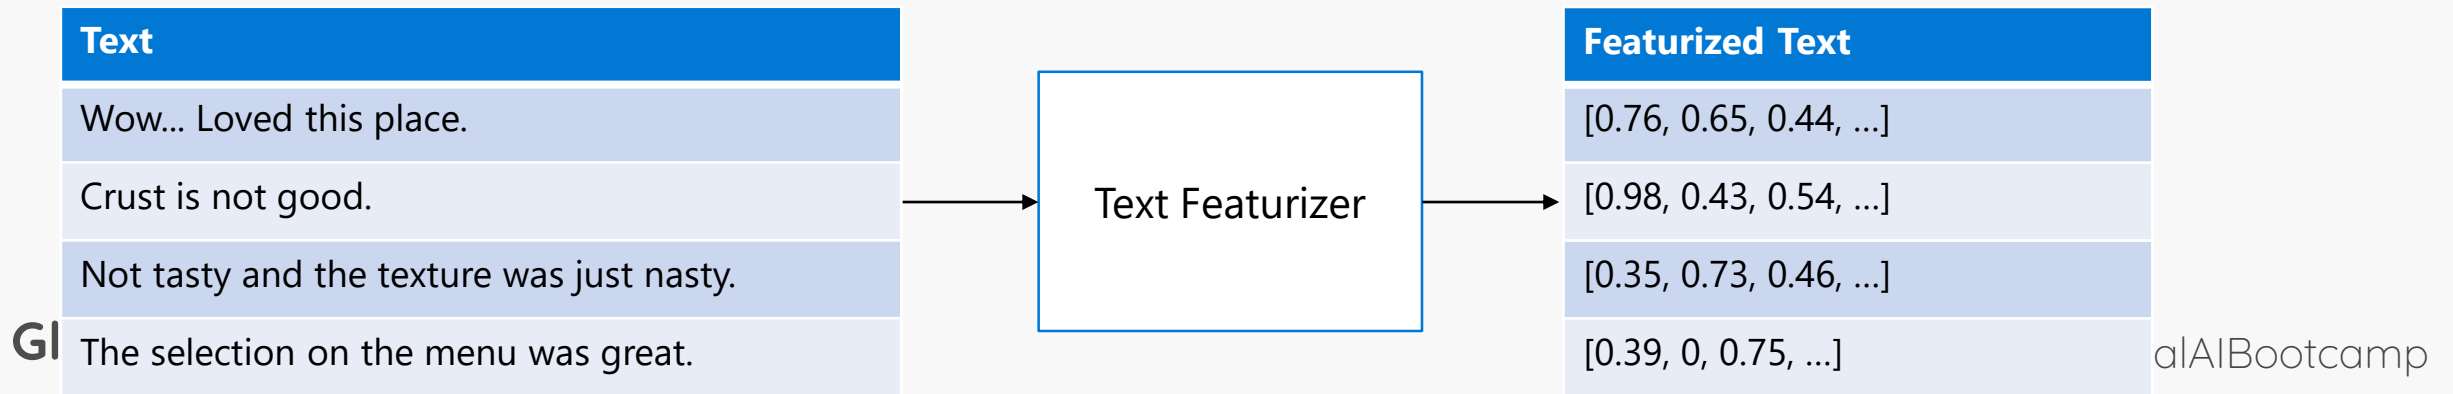 Text
Wow... Loved this place.
Crust is not good.
Not tasty and the texture was just nasty.
The selection on the menu was great.
Text Featurizer
Featurized Text
[0.76, 0.65, 0.44, ...]
[0.98, 0.43, 0.54, ...]
[0.35, 0.73, 0.46, ...]
[0.39, 0, 0.75, ...]
Gl
alAIBootcamp